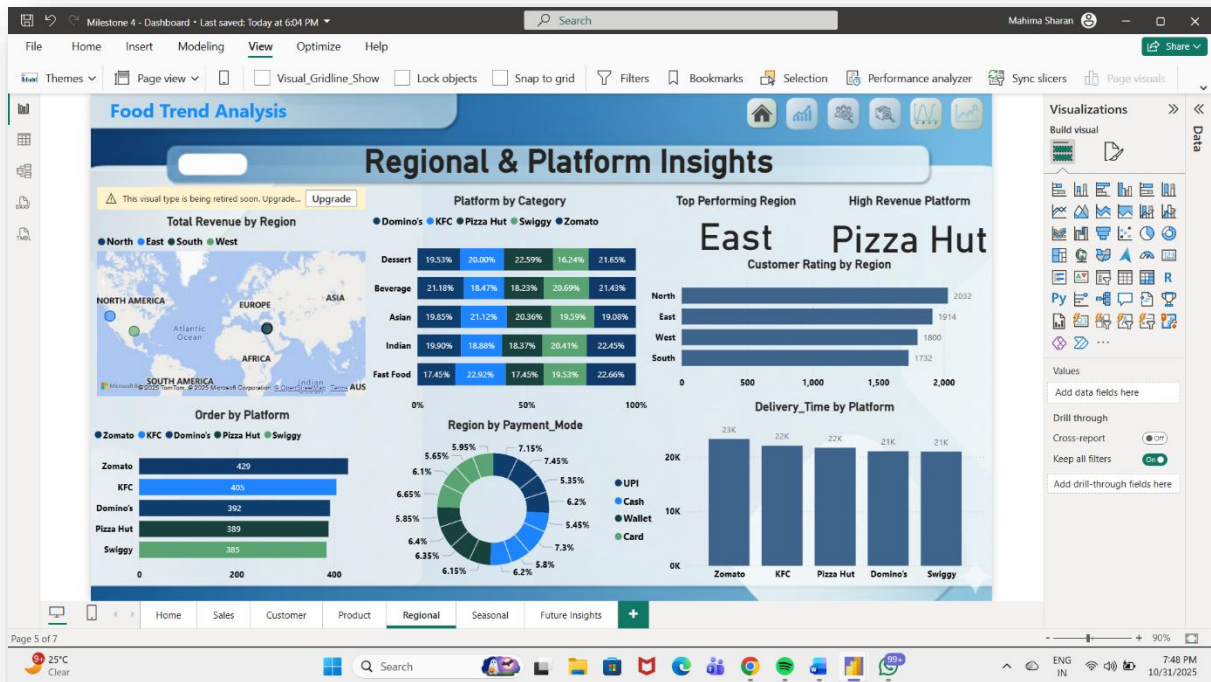 Milestone 4 - Dashboard • Last saved: Today at 6:04 PM
Search
Mahima Sharan
File Home Insert Modeling View Optimize Help
Share
Themes Page view Visual_Gridline_Show Lock objects Snap to grid Filters Bookmarks Selection Performance analyzer Sync slicers Page visuals
Food Trend Analysis
Regional & Platform Insights
This visual type is being retired soon. Upgrade... Upgrade
Total Revenue by Region
North East South West
NORTH AMERICA
EUROPE
ASIA
Atlantic
Ocean
AFRICA
SOUTH AMERICA
Indian
AUS
© 2025 TomTom, © 2025 Microsoft Corporation, © OpenStreetMap Terms
Order by Platform
Zomato KFC Domino's Pizza Hut Swiggy
Zomato 429
KFC 405
Domino's 392
Pizza Hut 389
Swiggy 385
0 200 400
Platform by Category
Domino's KFC Pizza Hut Swiggy Zomato
Dessert 19.53% 20.00% 22.59% 16.24% 21.65%
Beverage 21.18% 18.47% 18.23% 20.69% 21.43%
Asian 19.85% 21.12% 20.36% 19.59% 19.08%
Indian 19.90% 18.88% 18.37% 20.41% 22.45%
Fast Food 17.45% 22.92% 17.45% 19.53% 22.66%
0% 50% 100%
Region by Payment_Mode
5.95% 7.15%
5.65% 7.45%
6.1% 5.35%
6.65% 6.2%
5.85% 5.45%
6.4% 7.3%
6.35% 5.8%
6.15% 6.2%
UPI
Cash
Wallet
Card
Top Performing Region
East
High Revenue Platform
Pizza Hut
Customer Rating by Region
North 2032
East 1914
West 1800
South 1732
0 500 1,000 1,500 2,000
Delivery_Time by Platform
23K 22K 22K 21K 21K
20K
10K
0K
Zomato KFC Pizza Hut Domino's Swiggy
Visualizations
Build visual
Data
R
Py
123
Values
Add data fields here
Drill through
Cross-report Off
Keep all filters On
Add drill-through fields here
Home Sales Customer Product Regional Seasonal Future Insights
Page 5 of 7
90%
25°C
Clear
Search
99+
ENG
IN
7:48 PM
10/31/2025